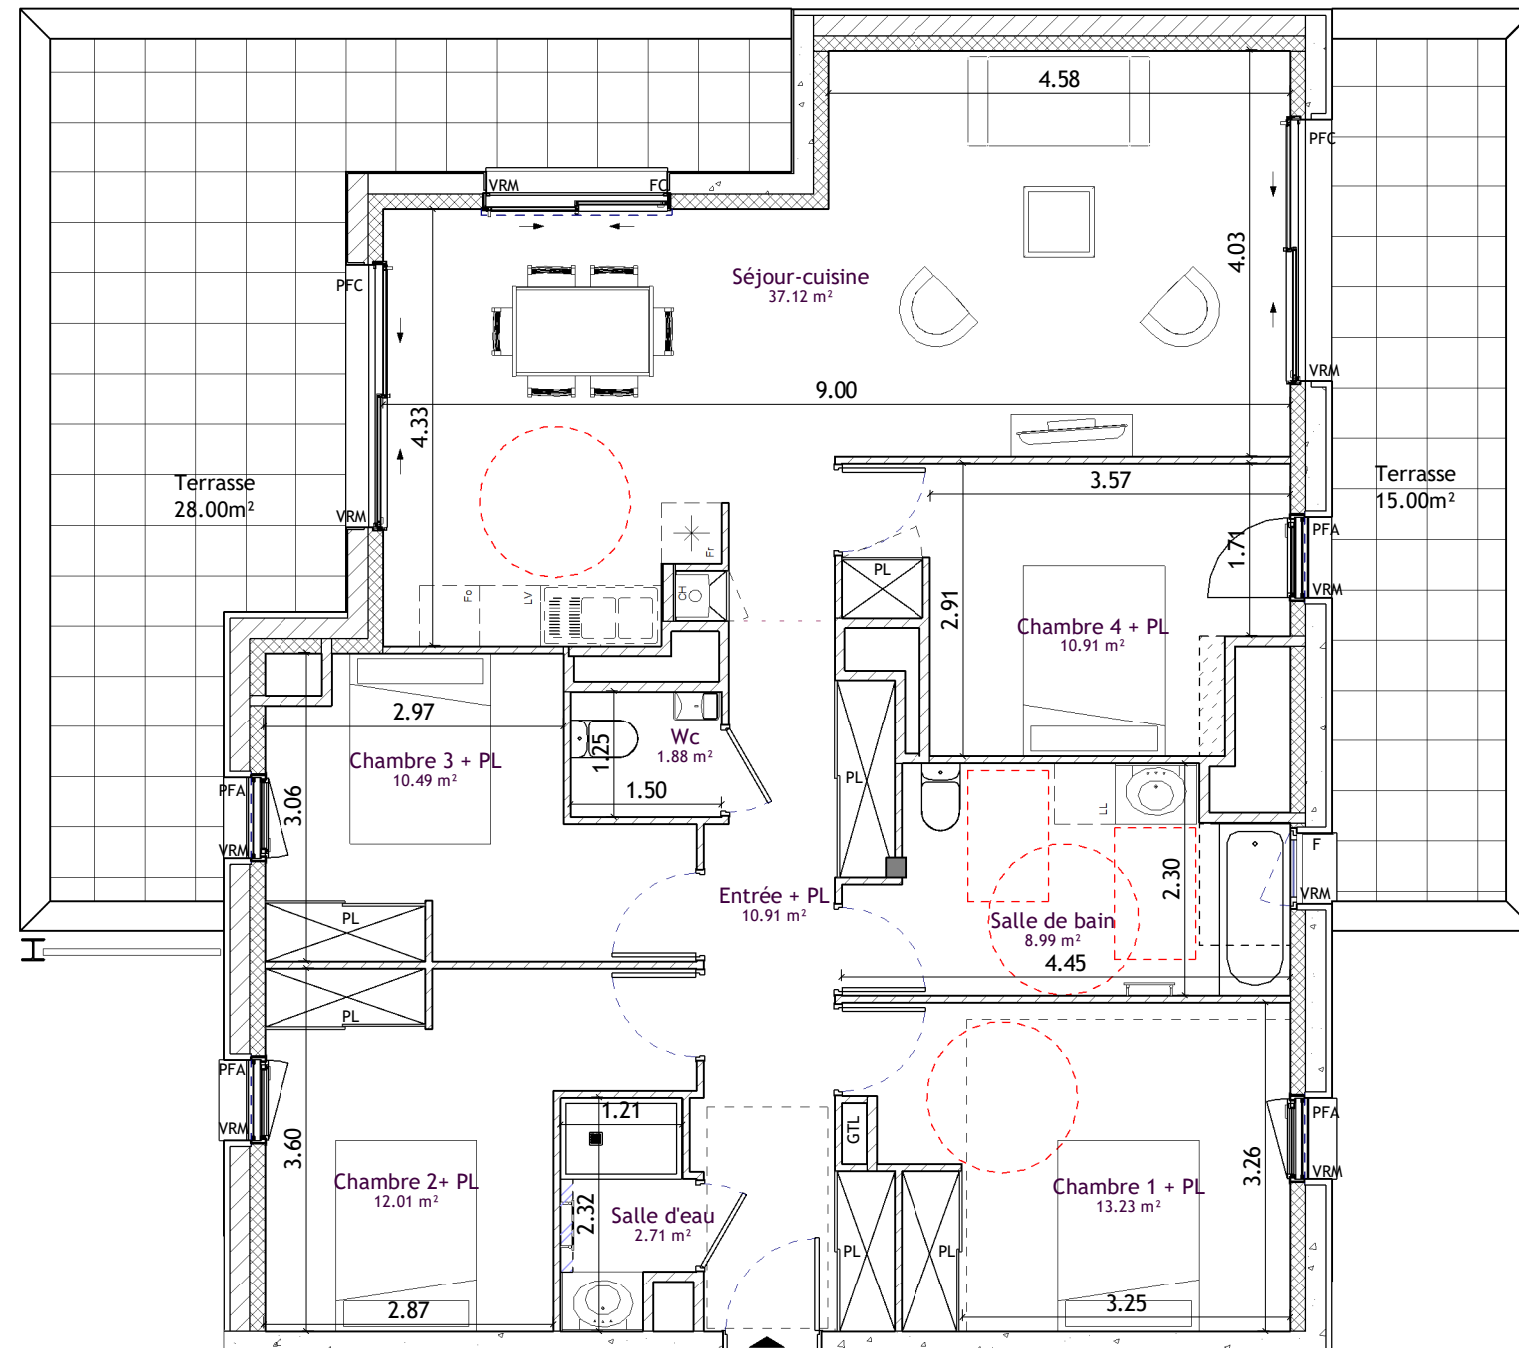 4.58
PFC
VRM
FC
4.03
Séjour-cuisine
37.12 m²
PFC
VRM
9.00
4.33
Terrasse
28.00m²
3.57
Terrasse
15.00m²
VRM
PFA
1.71
Fr
PL
CH
VRM
Fo
LV
2.91
Chambre 4 + PL
10.91 m²
2.97
Wc
1.88 m²
1.25
Chambre 3 + PL
10.49 m²
PL
1.50
PFA
3.06
LL
VRM
F
2.30
VRM
Entrée + PL
10.91 m²
PL
Salle de bain
8.99 m²
4.45
PL
PFA
VRM
1.21
GTL
PFA
3.60
3.26
VRM
Chambre 2+ PL
12.01 m²
Chambre 1 + PL
13.23 m²
2.32
Salle d'eau
2.71 m²
PL
PL
2.87
3.25